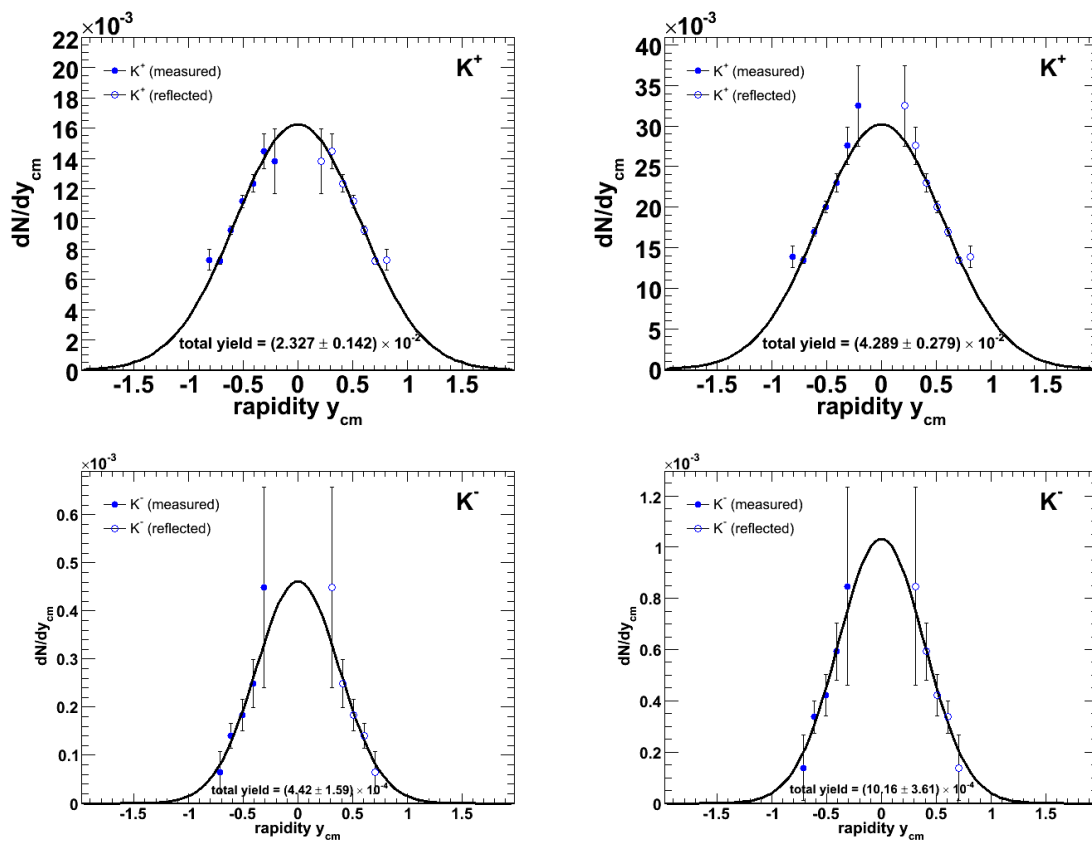 ×10⁻³
22
20
18
16
14
12
10
8
6
4
2
0
dN/dy_cm
K⁺ (measured)
K⁺ (reflected)
K⁺
total yield = (2.327 ± 0.142) × 10⁻²
-1.5 -1 -0.5 0 0.5 1 1.5
rapidity y_cm
×10⁻³
40
35
30
25
20
15
10
5
0
dN/dy_cm
K⁺ (measured)
K⁺ (reflected)
K⁺
total yield = (4.289 ± 0.279) × 10⁻²
-1.5 -1 -0.5 0 0.5 1 1.5
rapidity y_cm
×10⁻³
0.6
0.5
0.4
0.3
0.2
0.1
0
dN/dy_cm
K⁻ (measured)
K⁻ (reflected)
K⁻
total yield = (4.42 ± 1.59) × 10⁻⁴
-1.5 -1 -0.5 0 0.5 1 1.5
rapidity y_cm
×10⁻³
1.2
1
0.8
0.6
0.4
0.2
0
dN/dy_cm
K⁻ (measured)
K⁻ (reflected)
K⁻
total yield = (10.16 ± 3.61) × 10⁻⁴
-1.5 -1 -0.5 0 0.5 1 1.5
rapidity y_cm